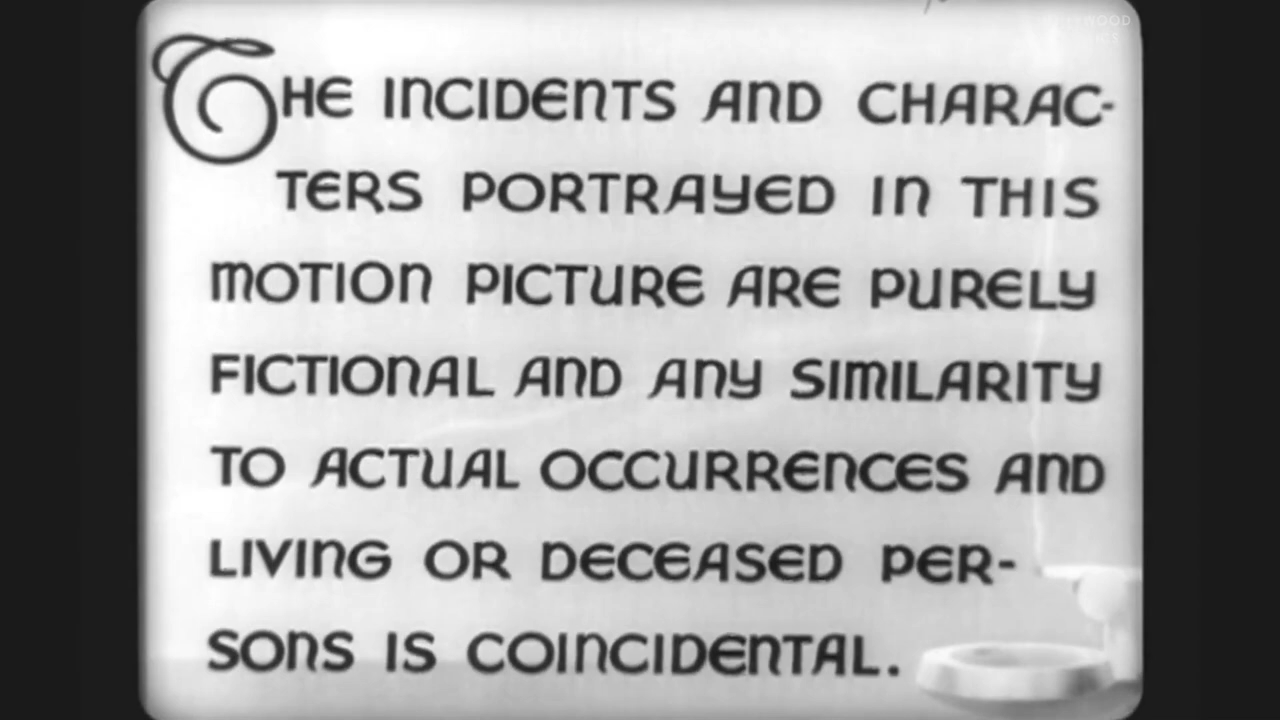 THE INCIDENTS AND CHARAC-
TERS PORTRAYED IN THIS
MOTION PICTURE ARE PURELY
FICTIONAL AND ANY SIMILARITY
TO ACTUAL OCCURRENCES AND
LIVING OR DECEASED PER-
SONS IS COINCIDENTAL.